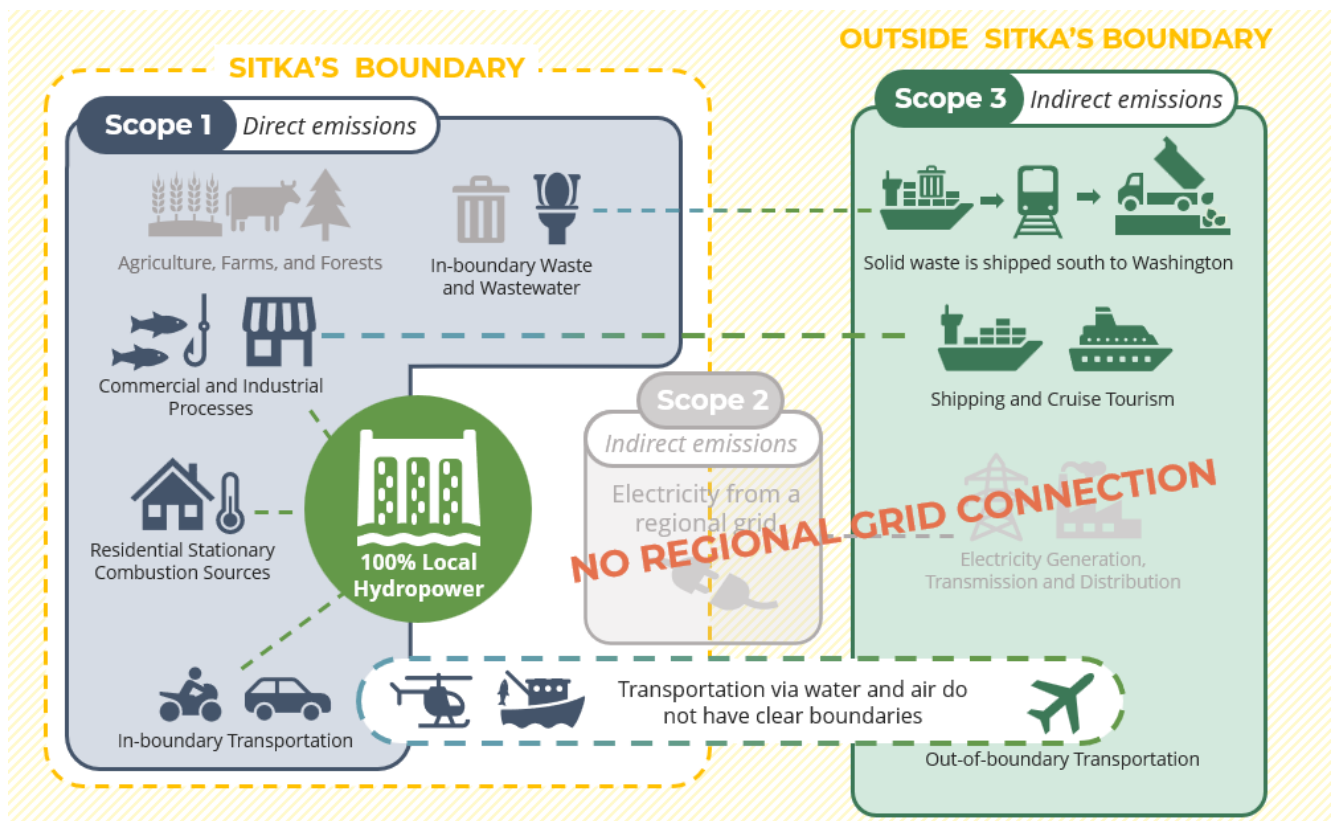 OUTSIDE SITKA'S BOUNDARY
SITKA'S BOUNDARY
Scope 1 Direct emissions
Agriculture, Farms, and Forests
In-boundary Waste
and Wastewater
Commercial and Industrial
Processes
Residential Stationary
Combustion Sources
100% Local
Hydropower
In-boundary Transportation
Scope 2
Indirect emissions
Electricity from a
regional grid
NO REGIONAL GRID CONNECTION
Transportation via water and air do
not have clear boundaries
Scope 3 Indirect emissions
Solid waste is shipped south to Washington
Shipping and Cruise Tourism
Electricity Generation,
Transmission and Distribution
Out-of-boundary Transportation